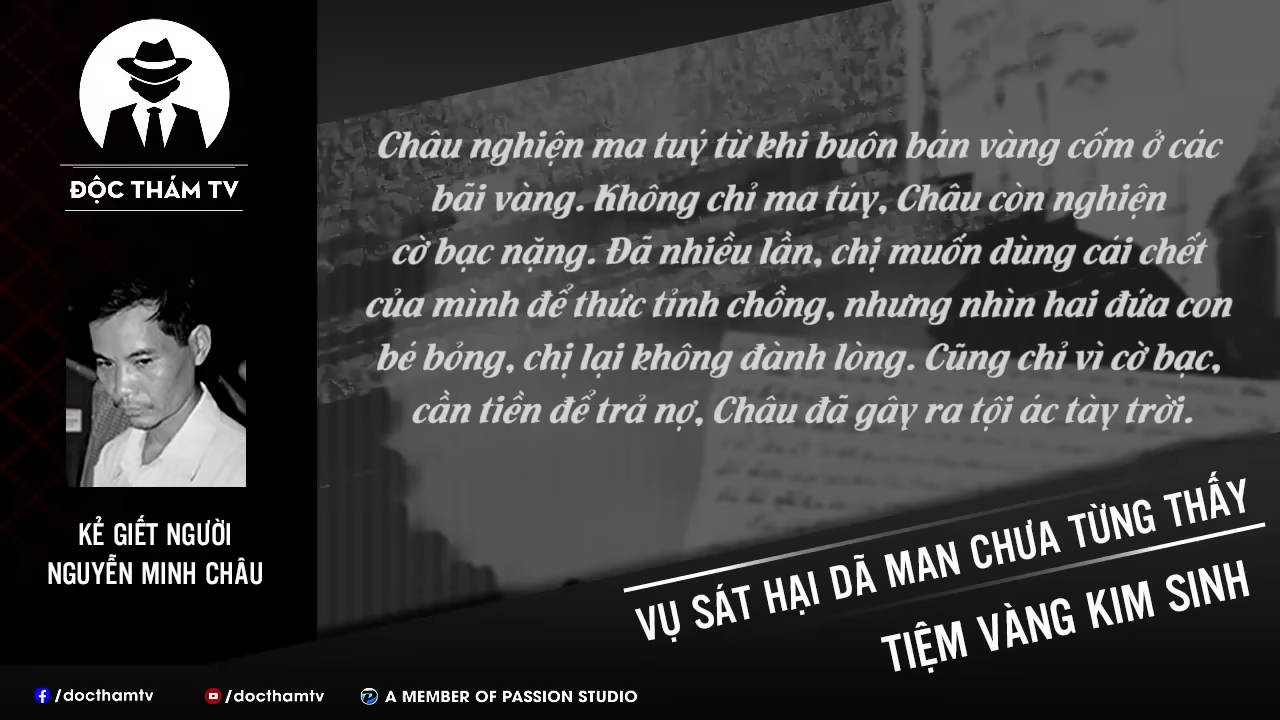 ĐỘC THÁM TV
KẺ GIẾT NGƯỜI
NGUYỄN MINH CHÂU
Châu nghiện ma tuý từ khi buôn bán vàng cốm ở các
bãi vàng. Không chỉ ma túy, Châu còn nghiện
cờ bạc nặng. Đã nhiều lần, chị muốn dùng cái chết
của mình để thức tỉnh chồng, nhưng nhìn hai đứa con
bé bỏng, chị lại không đành lòng. Cũng chỉ vì cờ bạc,
cần tiền để trả nợ, Châu đã gây ra tội ác tày trời.
VỤ SÁT HẠI DÃ MAN CHƯA TỪNG THẤY
TIỆM VÀNG KIM SINH
/docthamtv
/docthamtv
A MEMBER OF PASSION STUDIO